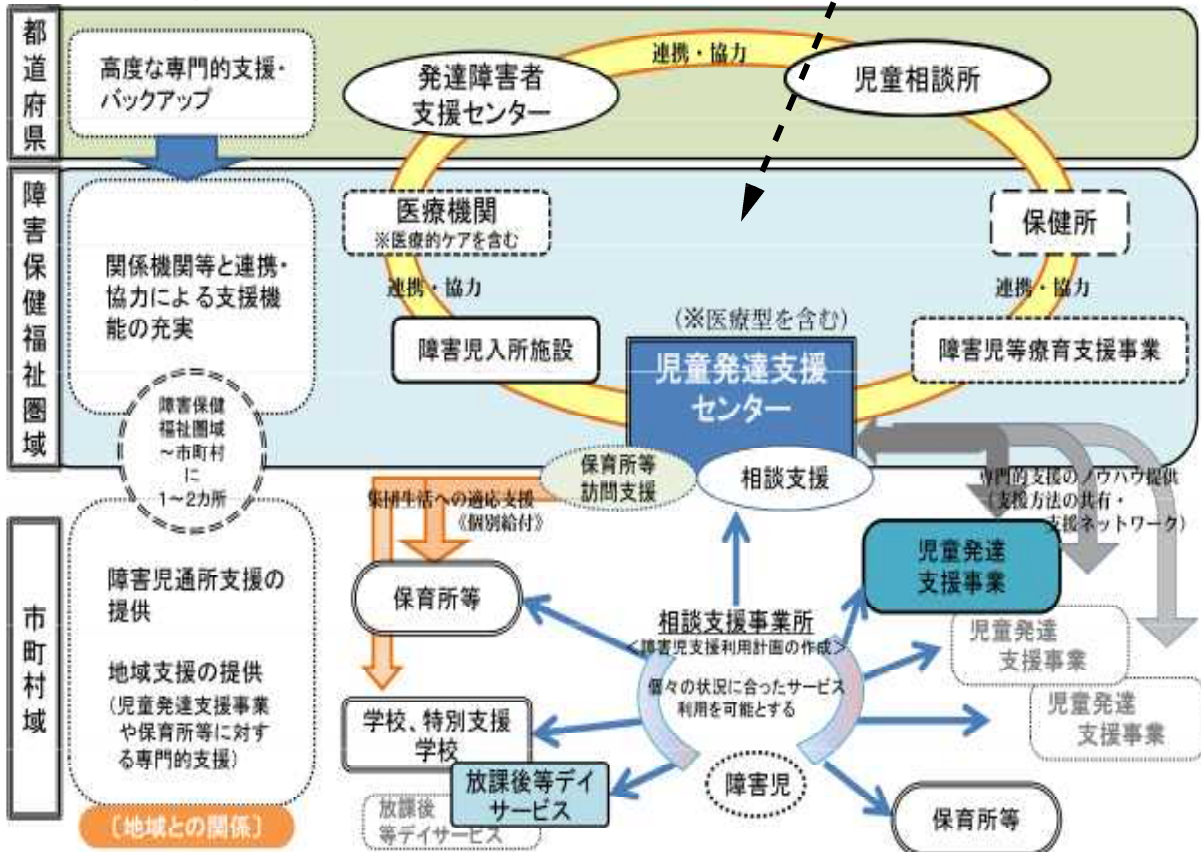 都道府県
高度な専門的支援・
バックアップ
発達障害者
支援センター
連携・協力
児童相談所
障害保健福祉圏域
関係機関等と連携・
協力による支援機
能の充実
医療機関
※医療的ケアを含む
保健所
連携・協力
連携・協力
障害児入所施設
(※医療型を含む)
児童発達支援
センター
障害児等療育支援事業
障害保健
福祉圏域
～市町村
に
1～2カ所
保育所等
訪問支援
相談支援
集団生活への適応支援
《個別給付》
専門的支援のノウハウ提供
(支援方法の共有・
支援ネットワーク)
市町村域
障害児通所支援の
提供
地域支援の提供
(児童発達支援事業
や保育所等に対す
る専門的支援)
〔地域との関係〕
保育所等
学校、特別支援
学校
放課後等デイ
サービス
放課後
等デイサービス
相談支援事業所
<障害児支援利用計画の作成>
個々の状況に合ったサービス
利用を可能とする
障害児
児童発達
支援事業
児童発達
支援事業
児童発達
支援事業
保育所等